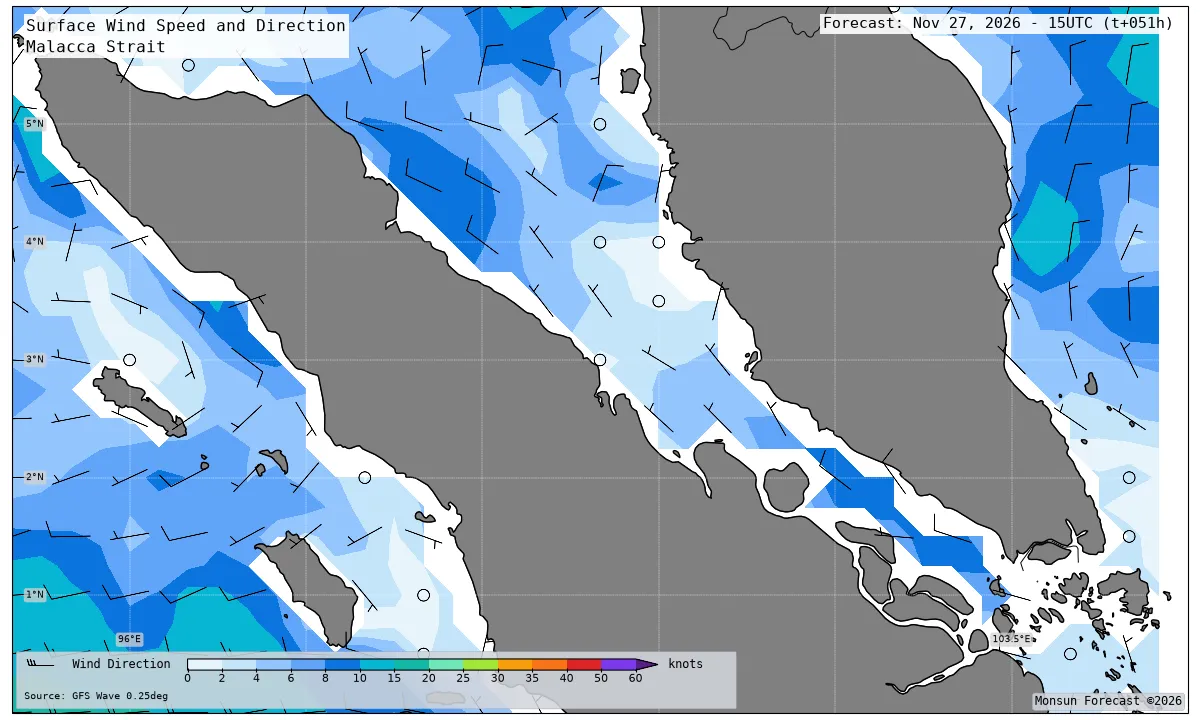 Surface Wind Speed and Direction
Malacca Strait
Forecast: Nov 27, 2026 - 15UTC (t+051h)
5°N
4°N
3°N
2°N
1°N
96°E
103.5°E
Wind Direction
knots
0 2 4 6 8 10 15 20 25 30 35 40 50 60
Source: GFS Wave 0.25deg
Monsun Forecast ©2026